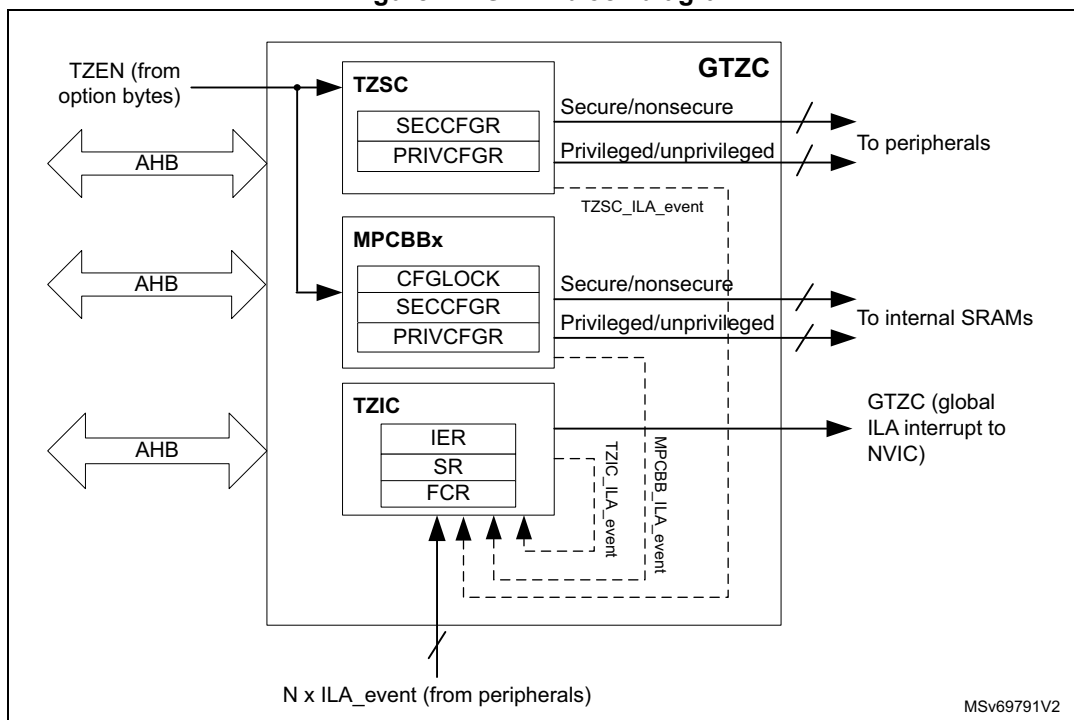 TZEN (from
option bytes)
GTZC
TZSC
SECCFGR
PRIVCFGR
Secure/nonsecure
Privileged/unprivileged
To peripherals
AHB
TZSC_ILA_event
MPCBBx
CFGLOCK
SECCFGR
PRIVCFGR
Secure/nonsecure
Privileged/unprivileged
To internal SRAMs
AHB
TZIC
IER
SR
FCR
TZIC_ILA_event
MPCBB_ILA_event
GTZC (global
ILA interrupt to
NVIC)
AHB
N x ILA_event (from peripherals)
MSv69791V2